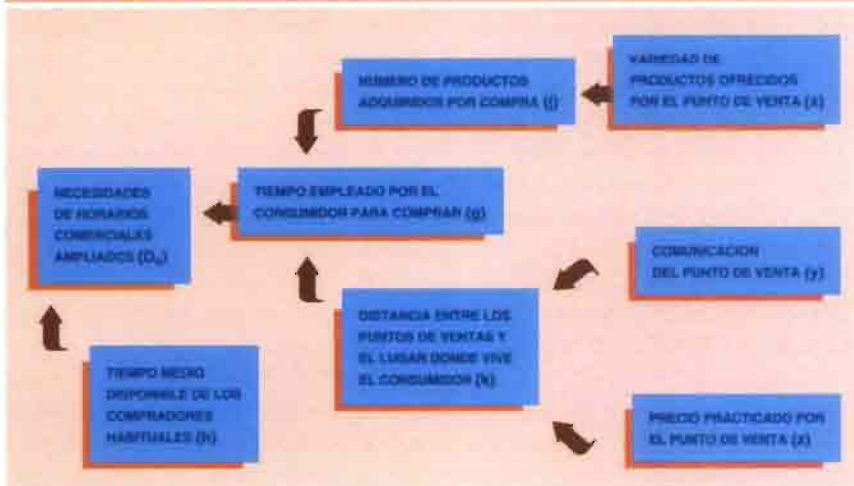 NUMERO DE PRODUCTOS
ADQUIRIDOS POR COMPRA (j)
VARIEDAD DE
PRODUCTOS OFRECIDOS
POR EL PUNTO DE VENTA (x)
NECESIDADES
DE HORARIOS
COMERCIALES
AMPLIADOS (Dₙ)
TIEMPO EMPLEADO POR EL
CONSUMIDOR PARA COMPRAR (g)
COMUNICACION
DEL PUNTO DE VENTA (y)
DISTANCIA ENTRE LOS
PUNTOS DE VENTAS Y
EL LUGAR DONDE VIVE
EL CONSUMIDOR (k)
TIEMPO MEDIO
DISPONIBLE DE LOS
COMPRADORES
HABITUALES (h)
PRECIO PRACTICADO POR
EL PUNTO DE VENTA (z)